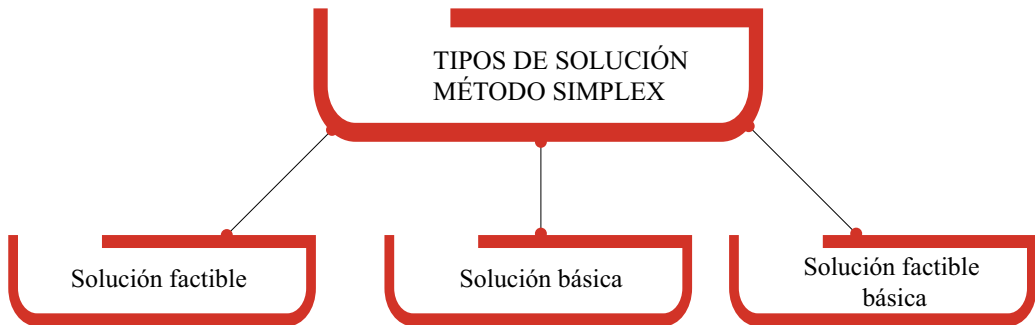 TIPOS DE SOLUCIÓN
MÉTODO SIMPLEX
Solución factible
Solución básica
Solución factible
básica